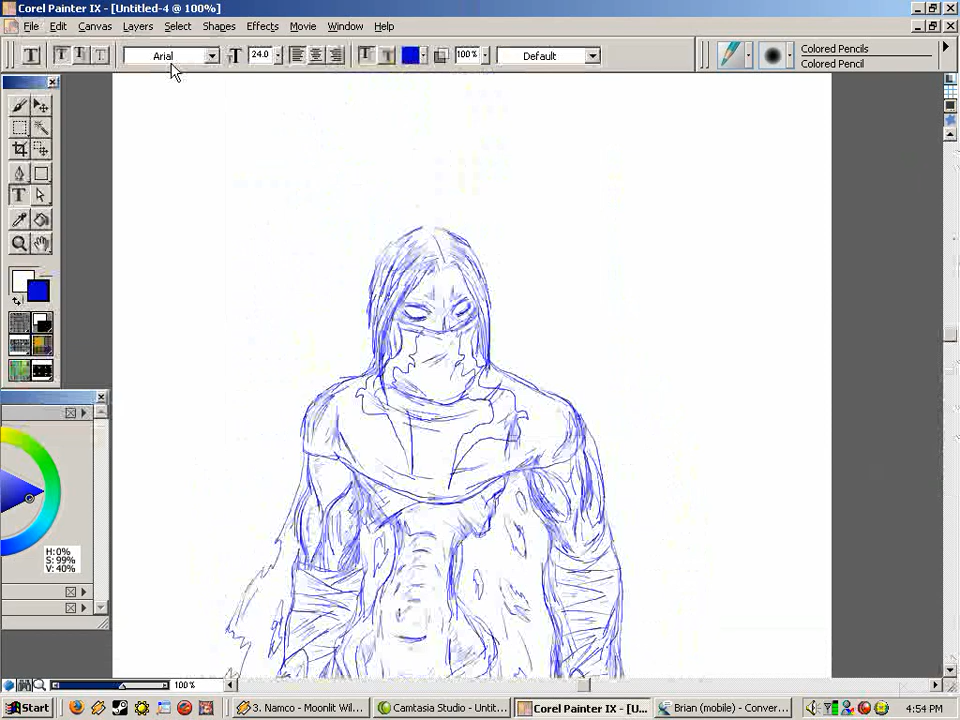 Corel Painter IX - [Untitled-4 @ 100%]
File Edit Canvas Layers Select Shapes Effects Movie Window Help
T T T T Arial T 24.0 T T 100% Default
Colored Pencils
Colored Pencil
T
H:0%
S: 99%
V: 40%
100%
Start 3. Namco - Moonlit Wil... Camtasia Studio - Untit... Corel Painter IX - [U... Brian (mobile) - Conver... 4:54 PM